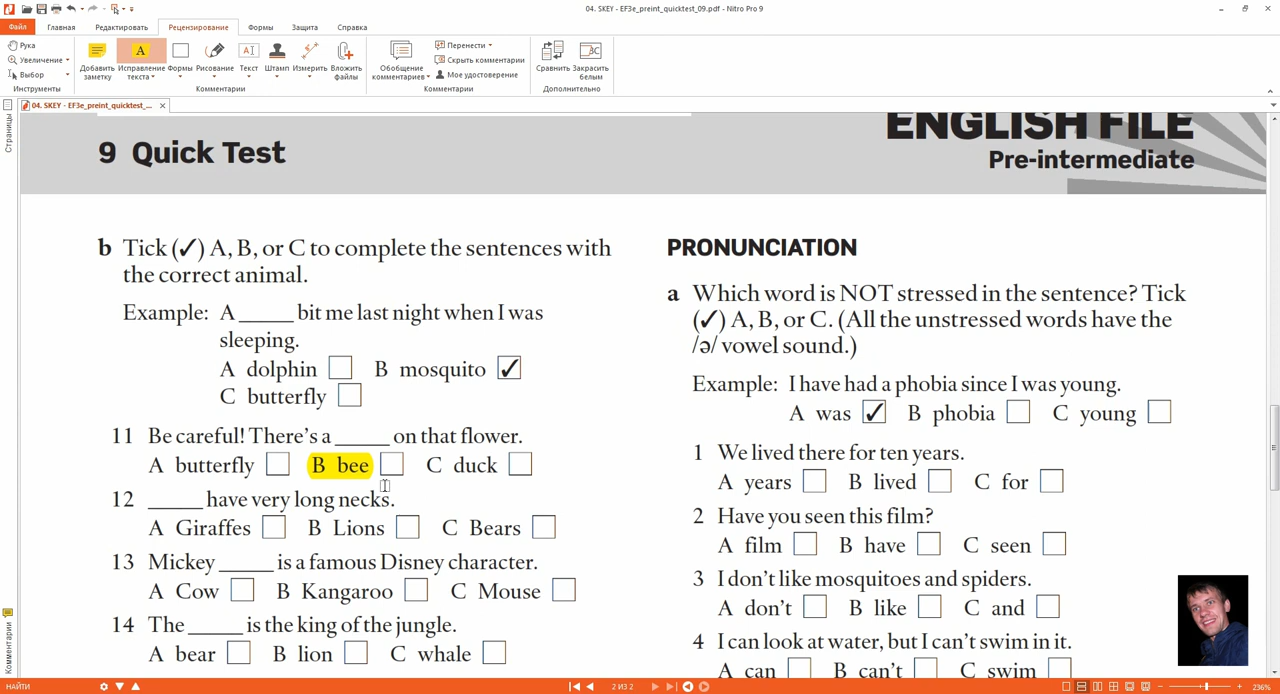 04. SKEY - EF3e_preint_quicktest_09.pdf - Nitro Pro 9
Файл Главная Редактировать Рецензирование Формы Защита Справка
Рука
Увеличение
Выбор
Инструменты
Добавить заметку
Исправление текста
Формы
Рисование
Текст
Штамп
Измерить
Вложить файлы
Комментарии
Обобщение комментариев
Перенести
Скрыть комментарии
Мое удостоверение
Комментарии
Сравнить
Закрасить белым
Дополнительно
04. SKEY - EF3e_preint_quicktest_...
Страницы
Комментарии
9 Quick Test
ENGLISH FILE
Pre-intermediate
b Tick (✓) A, B, or C to complete the sentences with
the correct animal.
Example: A _____ bit me last night when I was
sleeping.
A dolphin B mosquito ✓
C butterfly
11 Be careful! There's a _____ on that flower.
A butterfly B bee C duck
12 _____ have very long necks.
A Giraffes B Lions C Bears
13 Mickey _____ is a famous Disney character.
A Cow B Kangaroo C Mouse
14 The _____ is the king of the jungle.
A bear B lion C whale
PRONUNCIATION
a Which word is NOT stressed in the sentence? Tick
(✓) A, B, or C. (All the unstressed words have the
/ə/ vowel sound.)
Example: I have had a phobia since I was young.
A was ✓ B phobia C young
1 We lived there for ten years.
A years B lived C for
2 Have you seen this film?
A film B have C seen
3 I don't like mosquitoes and spiders.
A don't B like C and
4 I can look at water, but I can't swim in it.
A can B can't C swim
НАЙТИ
2 ИЗ 2
236%